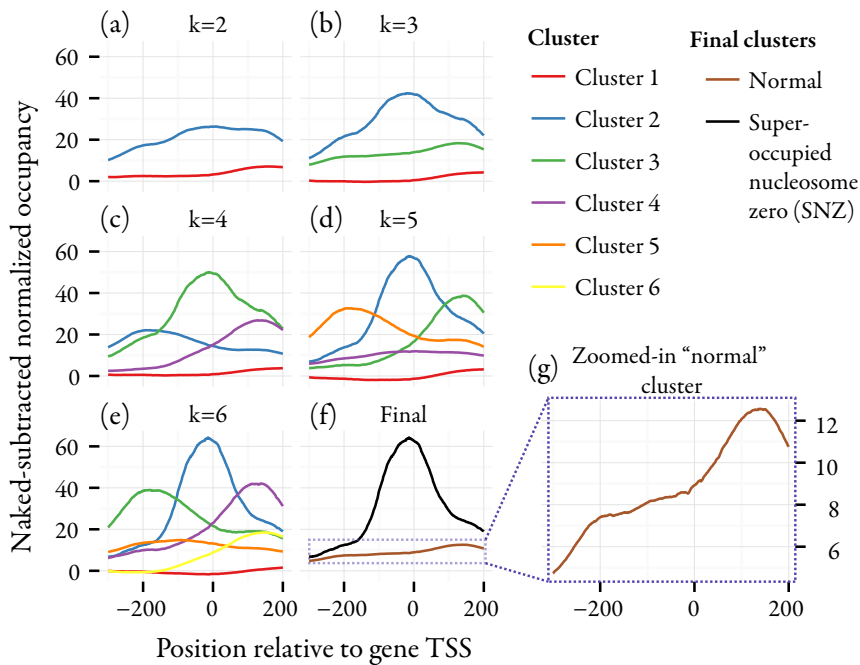 (a) k=2
(b) k=3
60
40
20
0
(c) k=4
(d) k=5
60
40
20
0
(e) k=6
(f) Final
60
40
20
0
−200 0 200
−200 0 200
Naked-subtracted normalized occupancy
Position relative to gene TSS
Cluster
Cluster 1
Cluster 2
Cluster 3
Cluster 4
Cluster 5
Cluster 6
Final clusters
Normal
Super-
occupied
nucleosome
zero (SNZ)
(g) Zoomed-in “normal”
cluster
12
10
8
6
−200 0 200